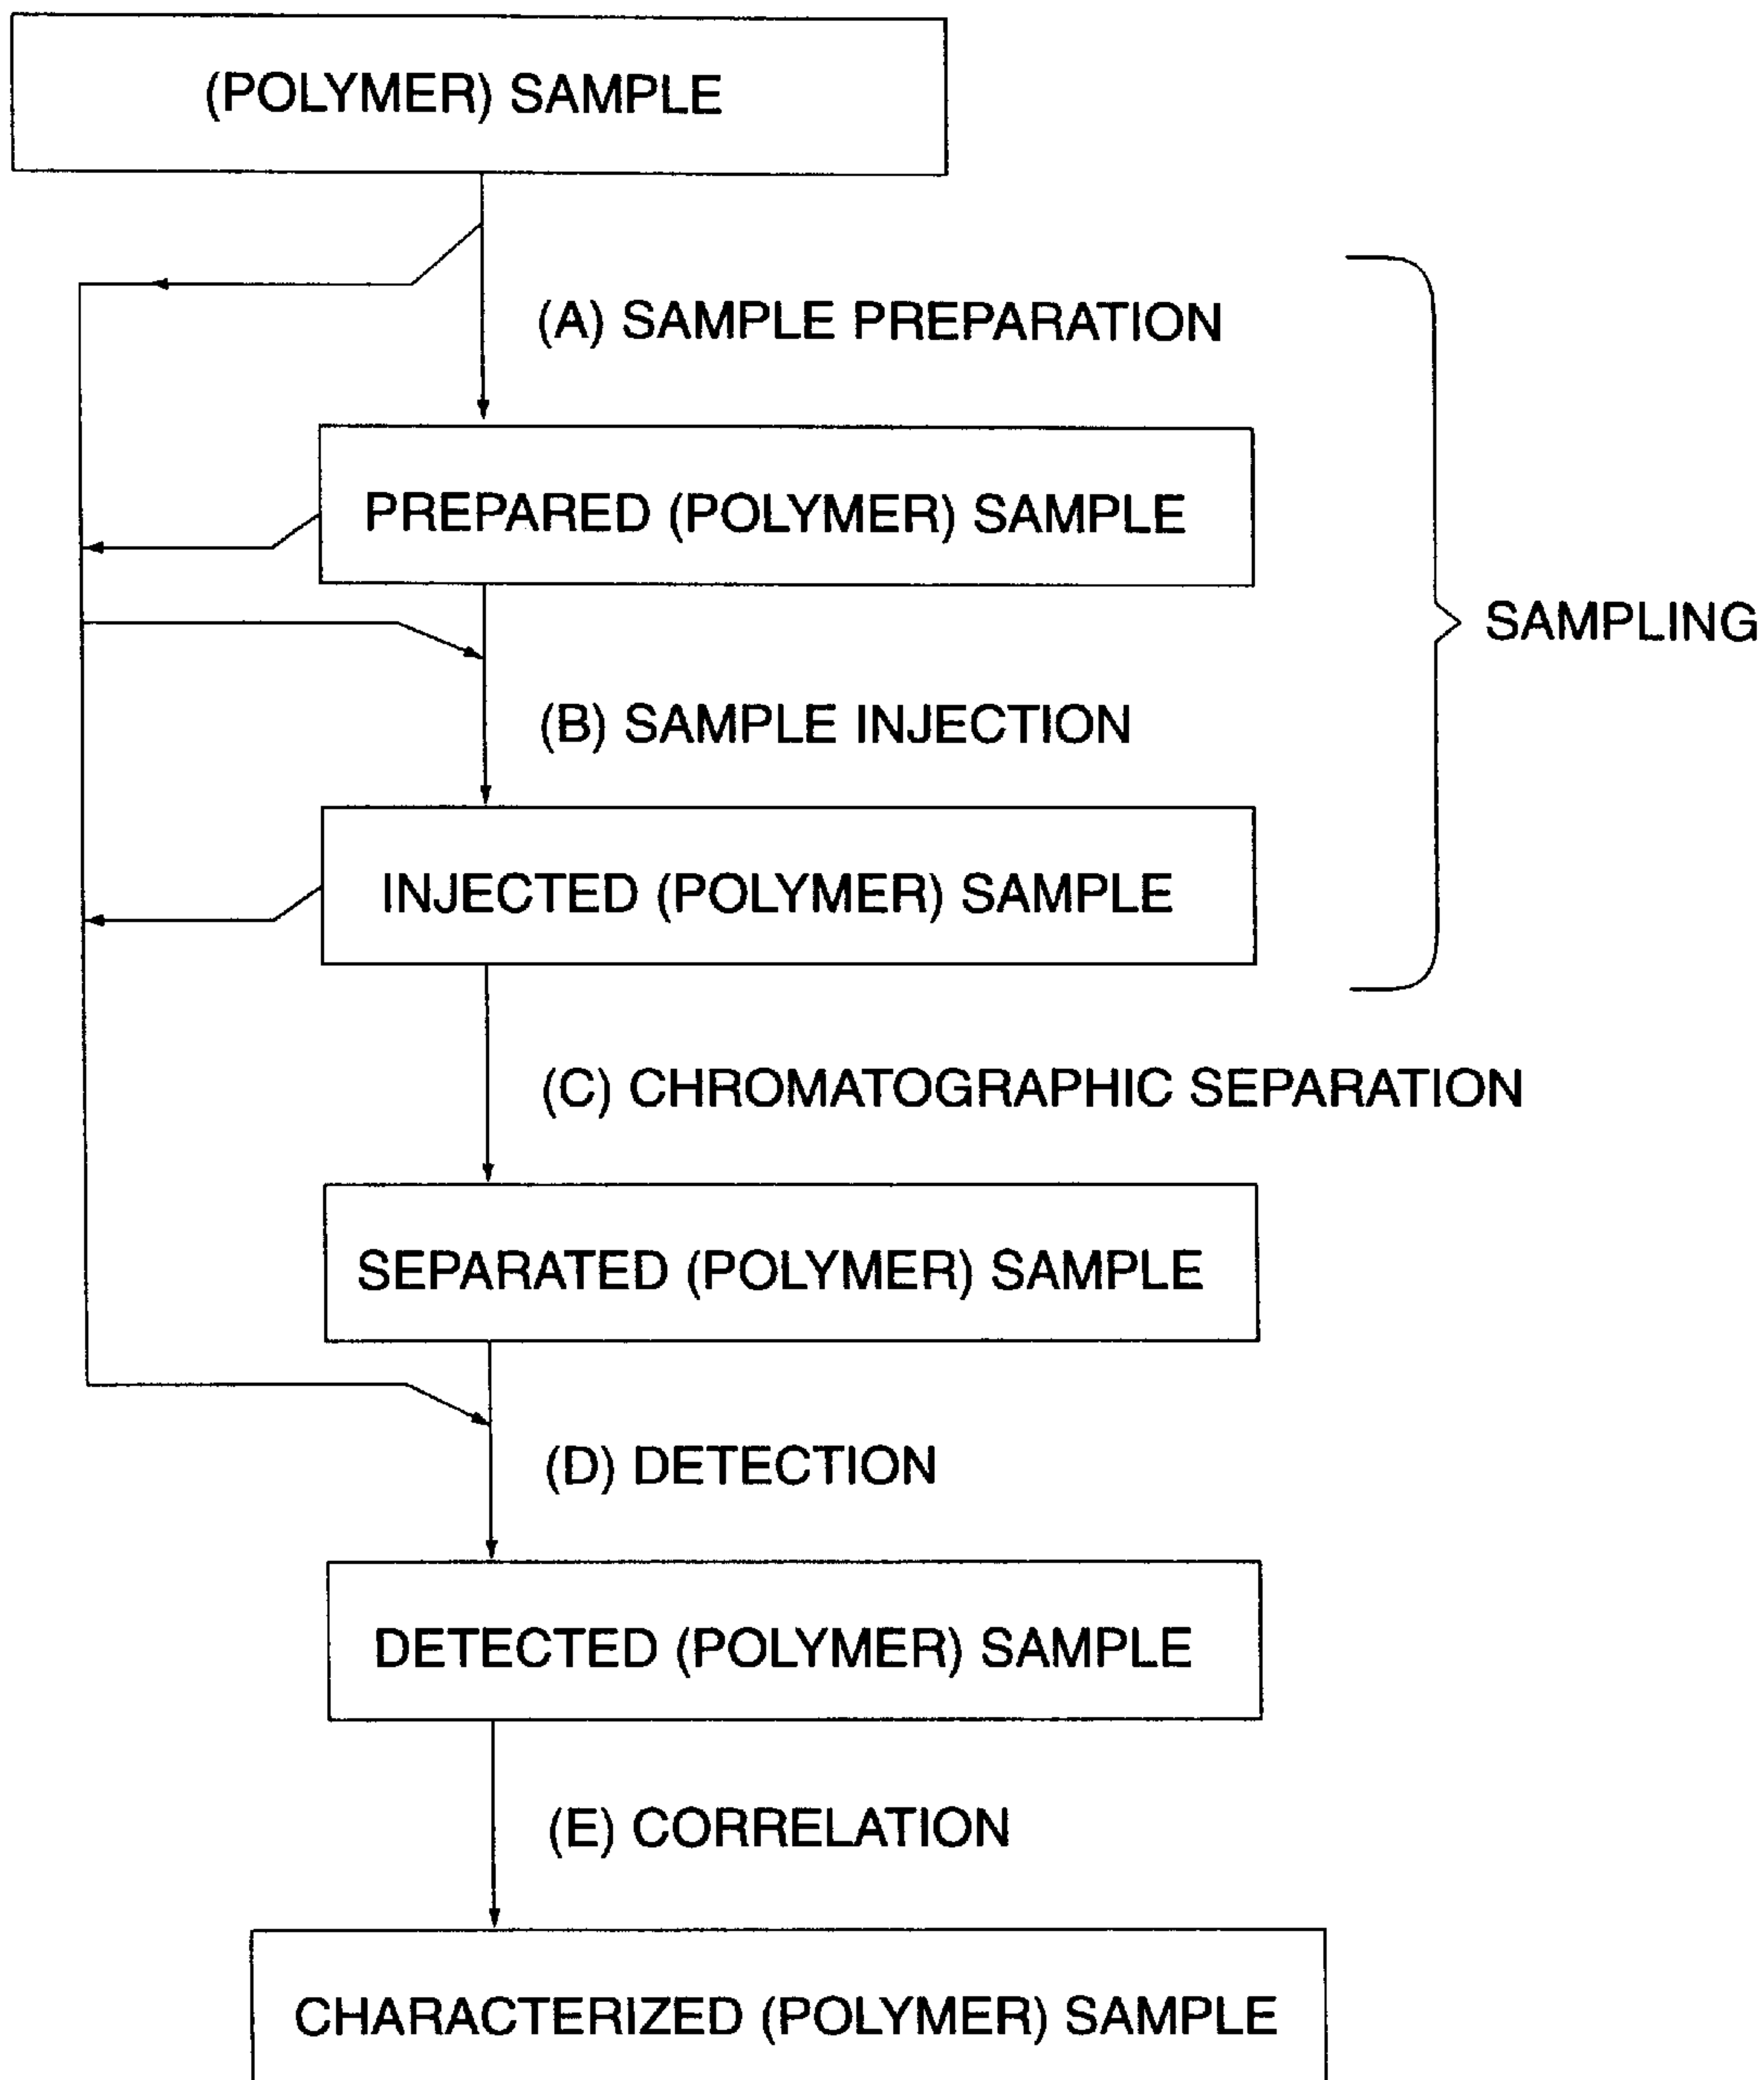 (POLYMER) SAMPLE
(A) SAMPLE PREPARATION
PREPARED (POLYMER) SAMPLE
SAMPLING
(B) SAMPLE INJECTION
INJECTED (POLYMER) SAMPLE
(C) CHROMATOGRAPHIC SEPARATION
SEPARATED (POLYMER) SAMPLE
(D) DETECTION
DETECTED (POLYMER) SAMPLE
(E) CORRELATION
CHARACTERIZED (POLYMER) SAMPLE